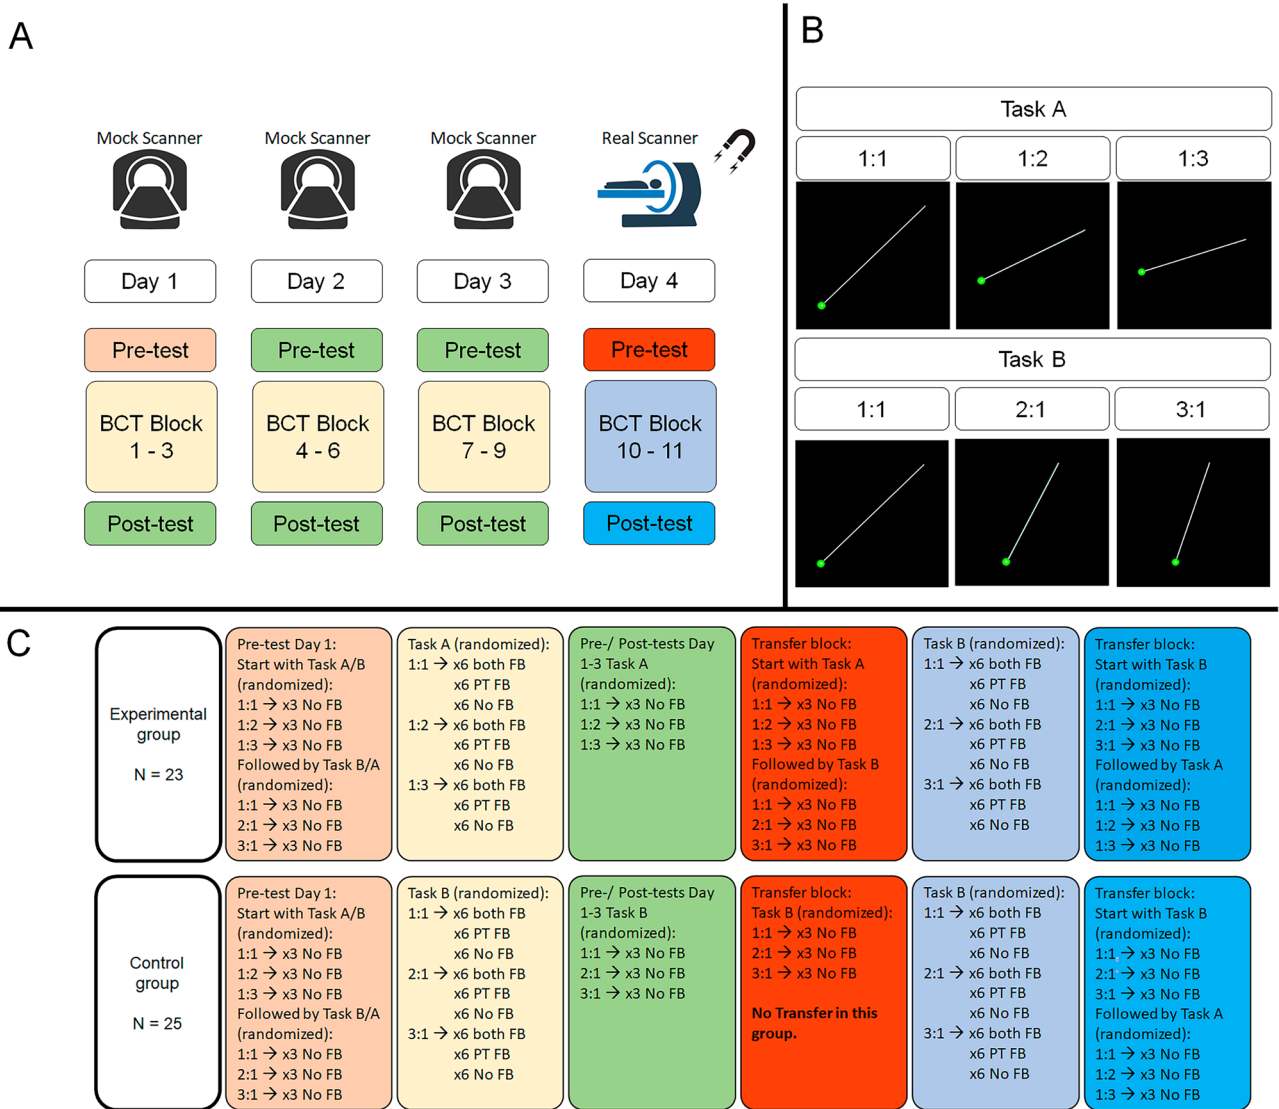 A
Mock Scanner
Mock Scanner
Mock Scanner
Real Scanner
Day 1
Day 2
Day 3
Day 4
Pre-test
Pre-test
Pre-test
Pre-test
BCT Block
1 - 3
BCT Block
4 - 6
BCT Block
7 - 9
BCT Block
10 - 11
Post-test
Post-test
Post-test
Post-test
B
Task A
1:1
1:2
1:3
Task B
1:1
2:1
3:1
C
Experimental
group
N = 23
Pre-test Day 1:
Start with Task A/B
(randomized):
1:1 → x3 No FB
1:2 → x3 No FB
1:3 → x3 No FB
Followed by Task B/A
(randomized):
1:1 → x3 No FB
2:1 → x3 No FB
3:1 → x3 No FB
Task A (randomized):
1:1 → x6 both FB
x6 PT FB
x6 No FB
1:2 → x6 both FB
x6 PT FB
x6 No FB
1:3 → x6 both FB
x6 PT FB
x6 No FB
Pre-/ Post-tests Day
1-3 Task A
(randomized):
1:1 → x3 No FB
1:2 → x3 No FB
1:3 → x3 No FB
Transfer block:
Start with Task A
(randomized):
1:1 → x3 No FB
1:2 → x3 No FB
1:3 → x3 No FB
Followed by Task B
(randomized):
1:1 → x3 No FB
2:1 → x3 No FB
3:1 → x3 No FB
Task B (randomized):
1:1 → x6 both FB
x6 PT FB
x6 No FB
2:1 → x6 both FB
x6 PT FB
x6 No FB
3:1 → x6 both FB
x6 PT FB
x6 No FB
Transfer block:
Start with Task B
(randomized):
1:1 → x3 No FB
2:1 → x3 No FB
3:1 → x3 No FB
Followed by Task A
(randomized):
1:1 → x3 No FB
1:2 → x3 No FB
1:3 → x3 No FB
Control
group
N = 25
Pre-test Day 1:
Start with Task A/B
(randomized):
1:1 → x3 No FB
1:2 → x3 No FB
1:3 → x3 No FB
Followed by Task B/A
(randomized):
1:1 → x3 No FB
2:1 → x3 No FB
3:1 → x3 No FB
Task B (randomized):
1:1 → x6 both FB
x6 PT FB
x6 No FB
2:1 → x6 both FB
x6 PT FB
x6 No FB
3:1 → x6 both FB
x6 PT FB
x6 No FB
Pre-/ Post-tests Day
1-3 Task B
(randomized):
1:1 → x3 No FB
2:1 → x3 No FB
3:1 → x3 No FB
Transfer block:
Task B (randomized):
1:1 → x3 No FB
2:1 → x3 No FB
3:1 → x3 No FB
No Transfer in this
group.
Task B (randomized):
1:1 → x6 both FB
x6 PT FB
x6 No FB
2:1 → x6 both FB
x6 PT FB
x6 No FB
3:1 → x6 both FB
x6 PT FB
x6 No FB
Transfer block:
Start with Task B
(randomized):
1:1 → x3 No FB
2:1 → x3 No FB
3:1 → x3 No FB
Followed by Task A
(randomized):
1:1 → x3 No FB
1:2 → x3 No FB
1:3 → x3 No FB